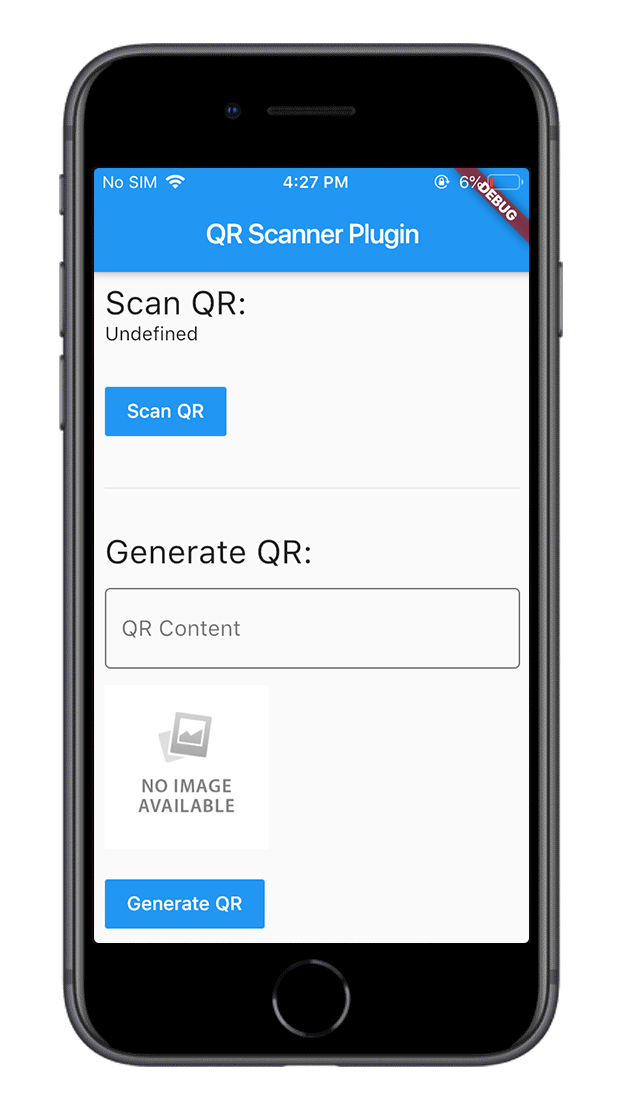 No SIM 4:27 PM 6%
DEBUG
QR Scanner Plugin
Scan QR:
Undefined
Scan QR
Generate QR:
QR Content
NO IMAGE
AVAILABLE
Generate QR